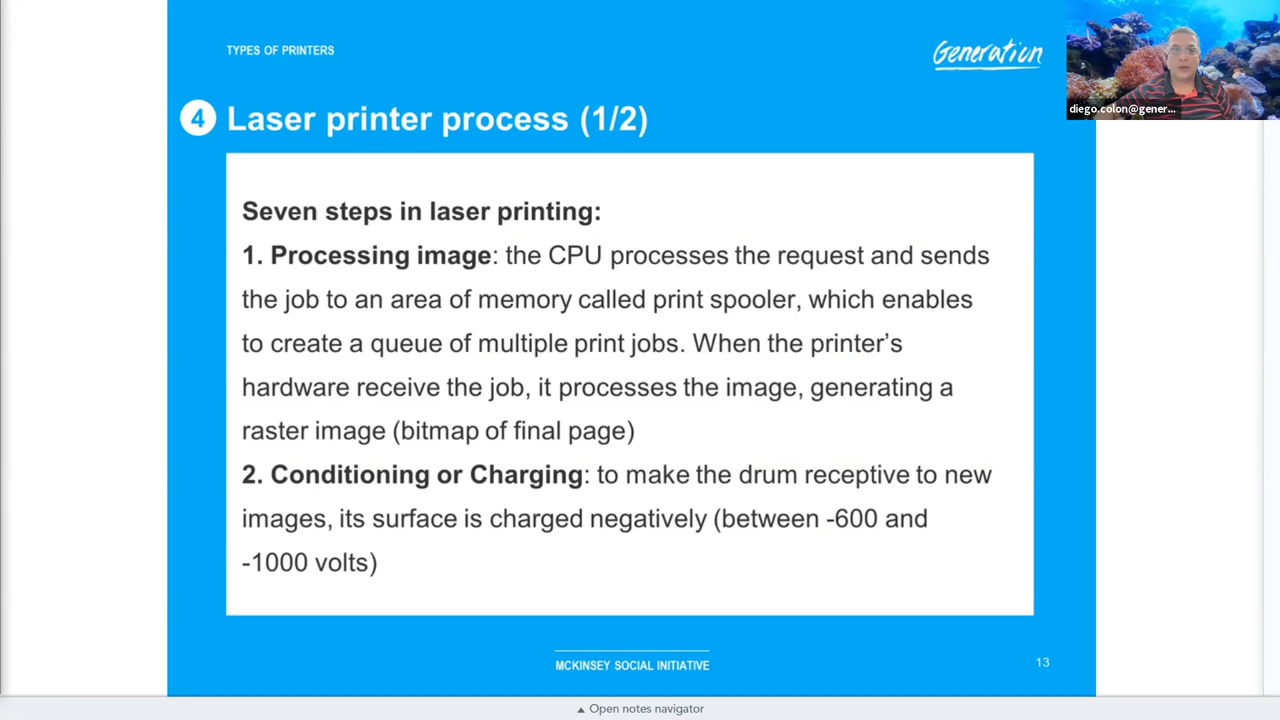 TYPES OF PRINTERS
Generation
diego.colon@gener...
4 Laser printer process (1/2)
Seven steps in laser printing:
1. Processing image: the CPU processes the request and sends
the job to an area of memory called print spooler, which enables
to create a queue of multiple print jobs. When the printer’s
hardware receive the job, it processes the image, generating a
raster image (bitmap of final page)
2. Conditioning or Charging: to make the drum receptive to new
images, its surface is charged negatively (between -600 and
-1000 volts)
MCKINSEY SOCIAL INITIATIVE
13
Open notes navigator